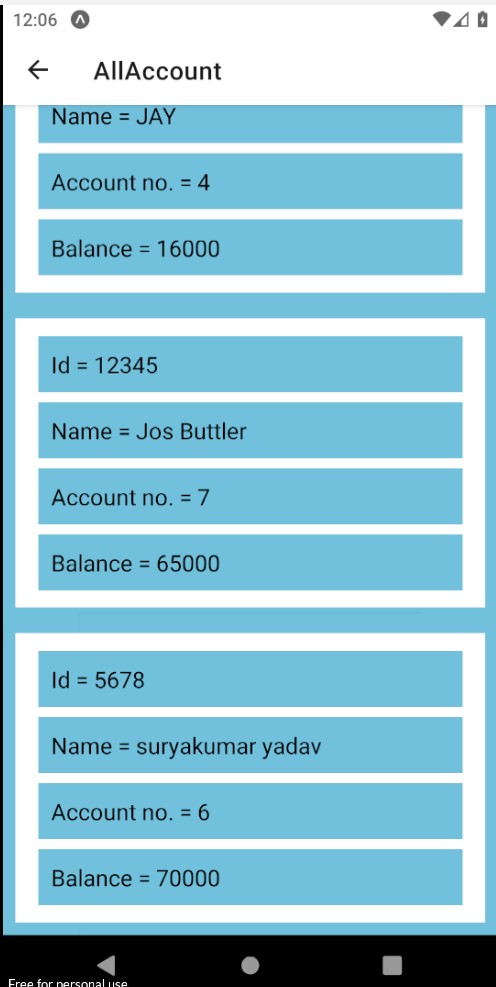 12:06
AllAccount
Name = JAY
Account no. = 4
Balance = 16000
Id = 12345
Name = Jos Buttler
Account no. = 7
Balance = 65000
Id = 5678
Name = suryakumar yadav
Account no. = 6
Balance = 70000
Free for personal use